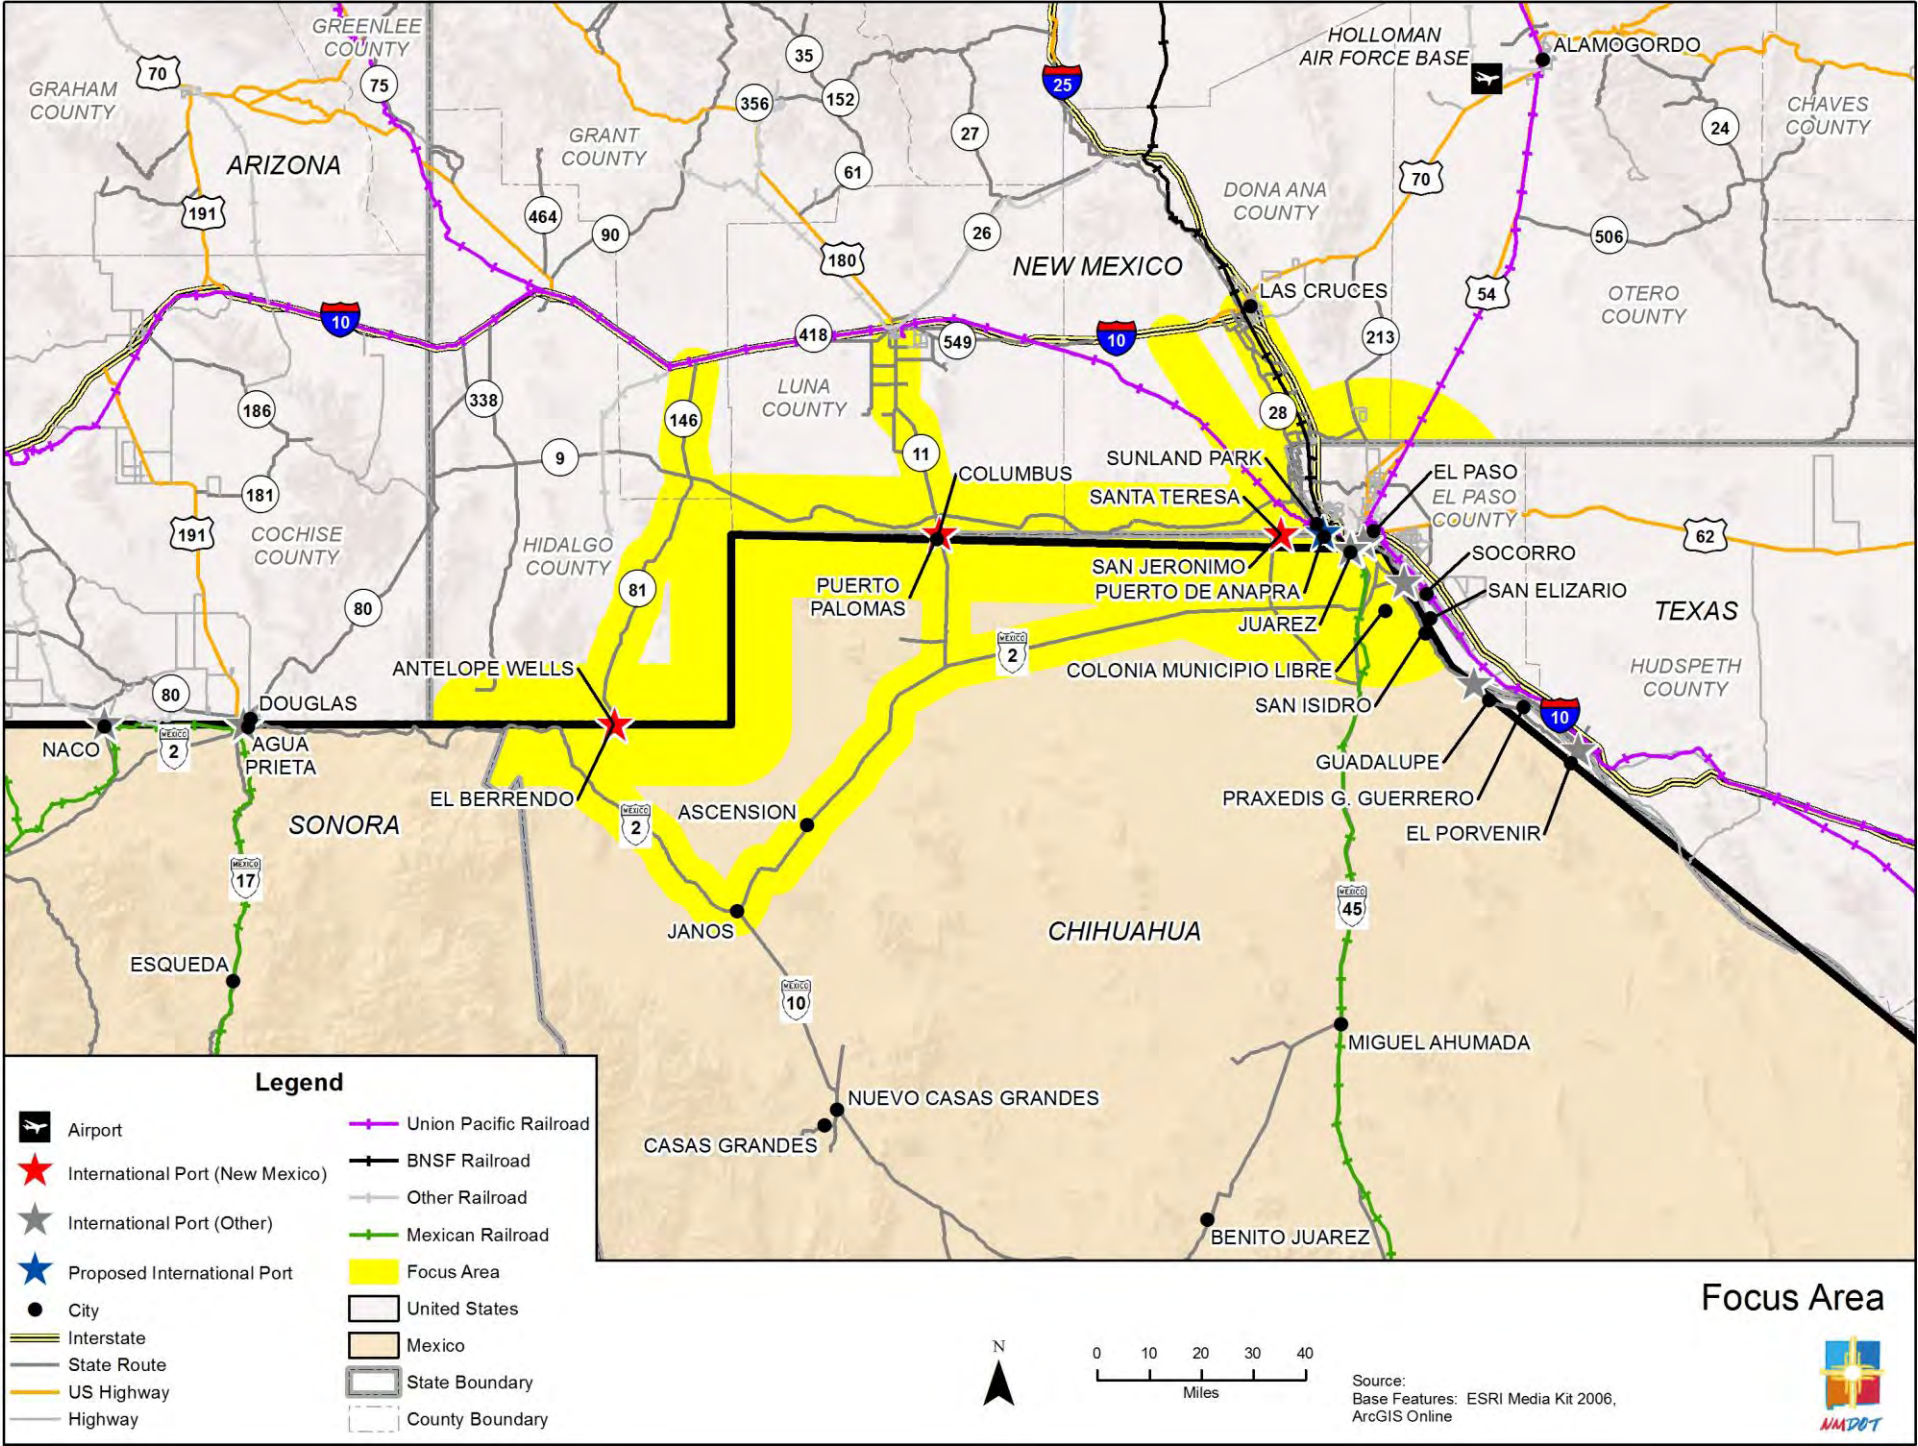 GREENLEE
COUNTY
HOLLOMAN
AIR FORCE BASE
ALAMOGORDO
70
75
35
25
GRAHAM
COUNTY
356
152
CHAVES
COUNTY
24
GRANT
COUNTY
27
ARIZONA
61
70
DONA ANA
COUNTY
191
464
90
26
506
180
NEW MEXICO
54
LAS CRUCES
OTERO
COUNTY
10
418
549
10
213
338
LUNA
COUNTY
186
146
28
9
11
SUNLAND PARK
COLUMBUS
EL PASO
181
SANTA TERESA
EL PASO
COUNTY
191
COCHISE
COUNTY
HIDALGO
COUNTY
62
SOCORRO
SAN JERONIMO
PUERTO
PALOMAS
PUERTO DE ANAPRA
SAN ELIZARIO
81
80
TEXAS
JUAREZ
MEXICO
2
ANTELOPE WELLS
COLONIA MUNICIPIO LIBRE
HUDSPETH
COUNTY
80
DOUGLAS
SAN ISIDRO
10
NACO
MEXICO
2
AGUA
PRIETA
GUADALUPE
EL BERRENDO
PRAXEDIS G. GUERRERO
ASCENSION
SONORA
MEXICO
2
EL PORVENIR
MEXICO
17
MEXICO
45
JANOS
CHIHUAHUA
ESQUEDA
MEXICO
10
MIGUEL AHUMADA
NUEVO CASAS GRANDES
CASAS GRANDES
BENITO JUAREZ
Legend
Airport
International Port (New Mexico)
International Port (Other)
Proposed International Port
City
Interstate
State Route
US Highway
Highway
Union Pacific Railroad
BNSF Railroad
Other Railroad
Mexican Railroad
Focus Area
United States
Mexico
State Boundary
County Boundary
Focus Area
N
0 10 20 30 40
Miles
Source:
Base Features: ESRI Media Kit 2006,
ArcGIS Online
NMDOT